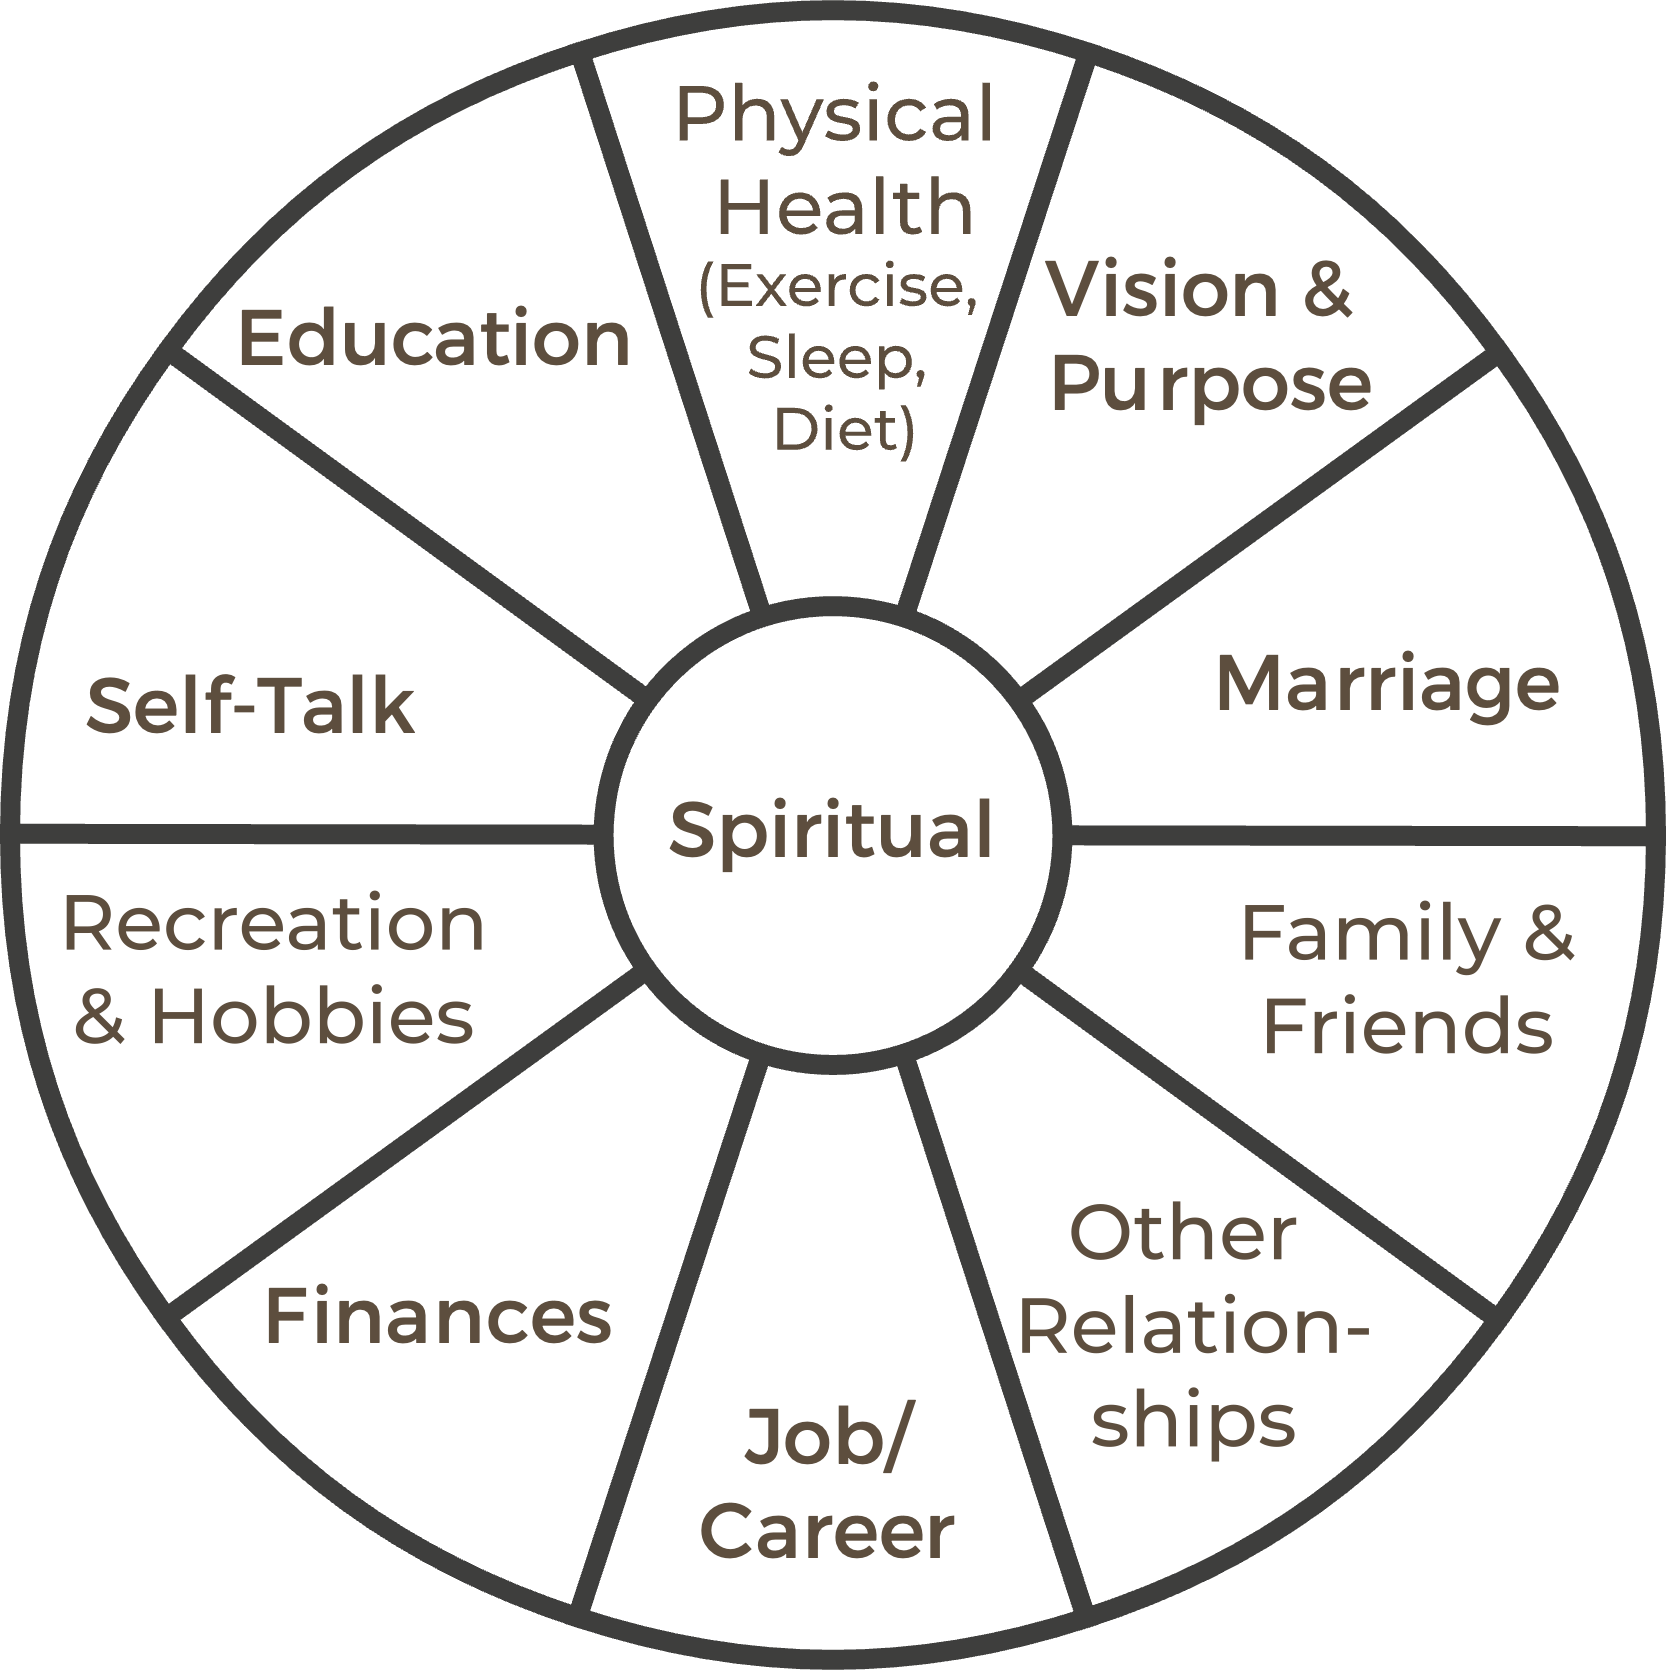 Physical
Health
(Exercise,
Sleep,
Diet)
Vision &
Purpose
Marriage
Family &
Friends
Other
Relation-
ships
Job/
Career
Finances
Recreation
& Hobbies
Self-Talk
Education
Spiritual